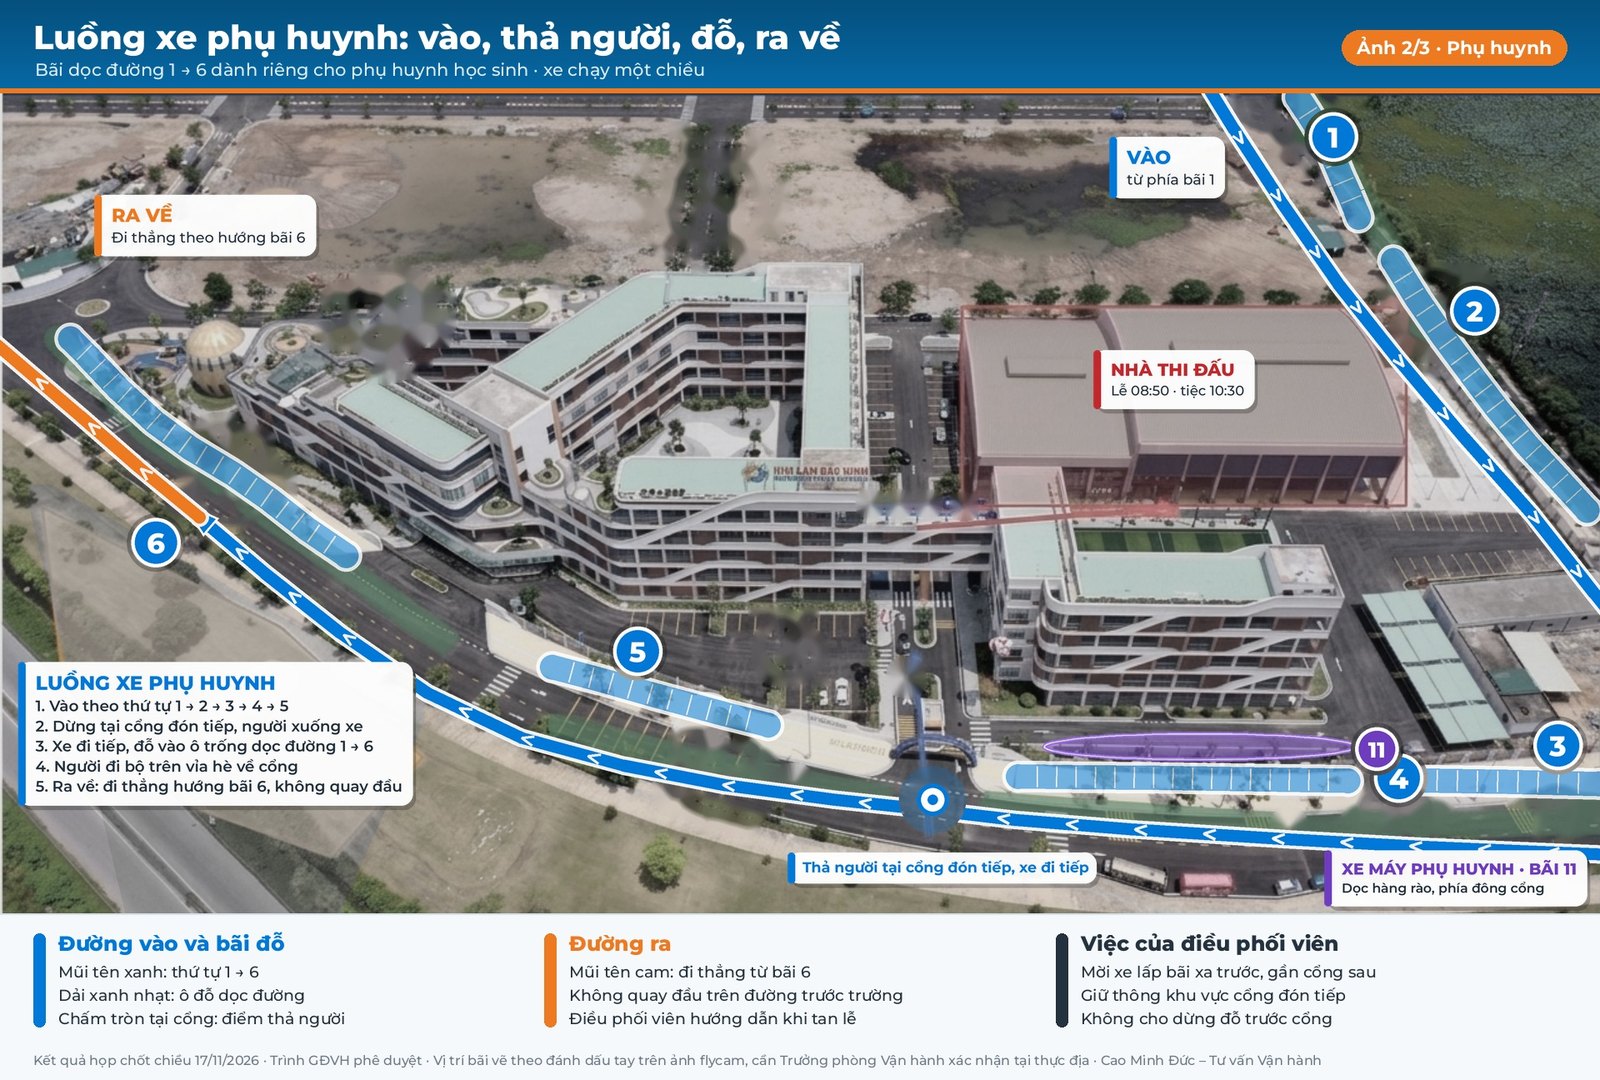 Luồng xe phụ huynh: vào, thả người, đỗ, ra về
Bãi dọc đường 1 → 6 dành riêng cho phụ huynh học sinh · xe chạy một chiều
Ảnh 2/3 · Phụ huynh
1
VÀO
từ phía bãi 1
RA VỀ
Đi thẳng theo hướng bãi 6
2
NHÀ THI ĐẤU
Lễ 08:50 · tiệc 10:30
6
5
LUỒNG XE PHỤ HUYNH
1. Vào theo thứ tự 1 → 2 → 3 → 4 → 5
2. Dừng tại cổng đón tiếp, người xuống xe
3. Xe đi tiếp, đỗ vào ô trống dọc đường 1 → 6
4. Người đi bộ trên vỉa hè về cổng
5. Ra về: đi thẳng hướng bãi 6, không quay đầu
11
3
4
Thả người tại cổng đón tiếp, xe đi tiếp
XE MÁY PHỤ HUYNH · BÃI 11
Dọc hàng rào, phía đông cổng
Đường vào và bãi đỗ
Mũi tên xanh: thứ tự 1 → 6
Dải xanh nhạt: ô đỗ dọc đường
Chấm tròn tại cổng: điểm thả người
Đường ra
Mũi tên cam: đi thẳng từ bãi 6
Không quay đầu trên đường trước trường
Điều phối viên hướng dẫn khi tan lễ
Việc của điều phối viên
Mời xe lấp bãi xa trước, gần cổng sau
Giữ thông khu vực cổng đón tiếp
Không cho dừng đỗ trước cổng
Kết quả họp chốt chiều 17/11/2026 · Trình GĐVH phê duyệt · Vị trí bãi vẽ theo đánh dấu tay trên ảnh flycam, cần Trưởng phòng Vận hành xác nhận tại thực địa · Cao Minh Đức – Tư vấn Vận hành